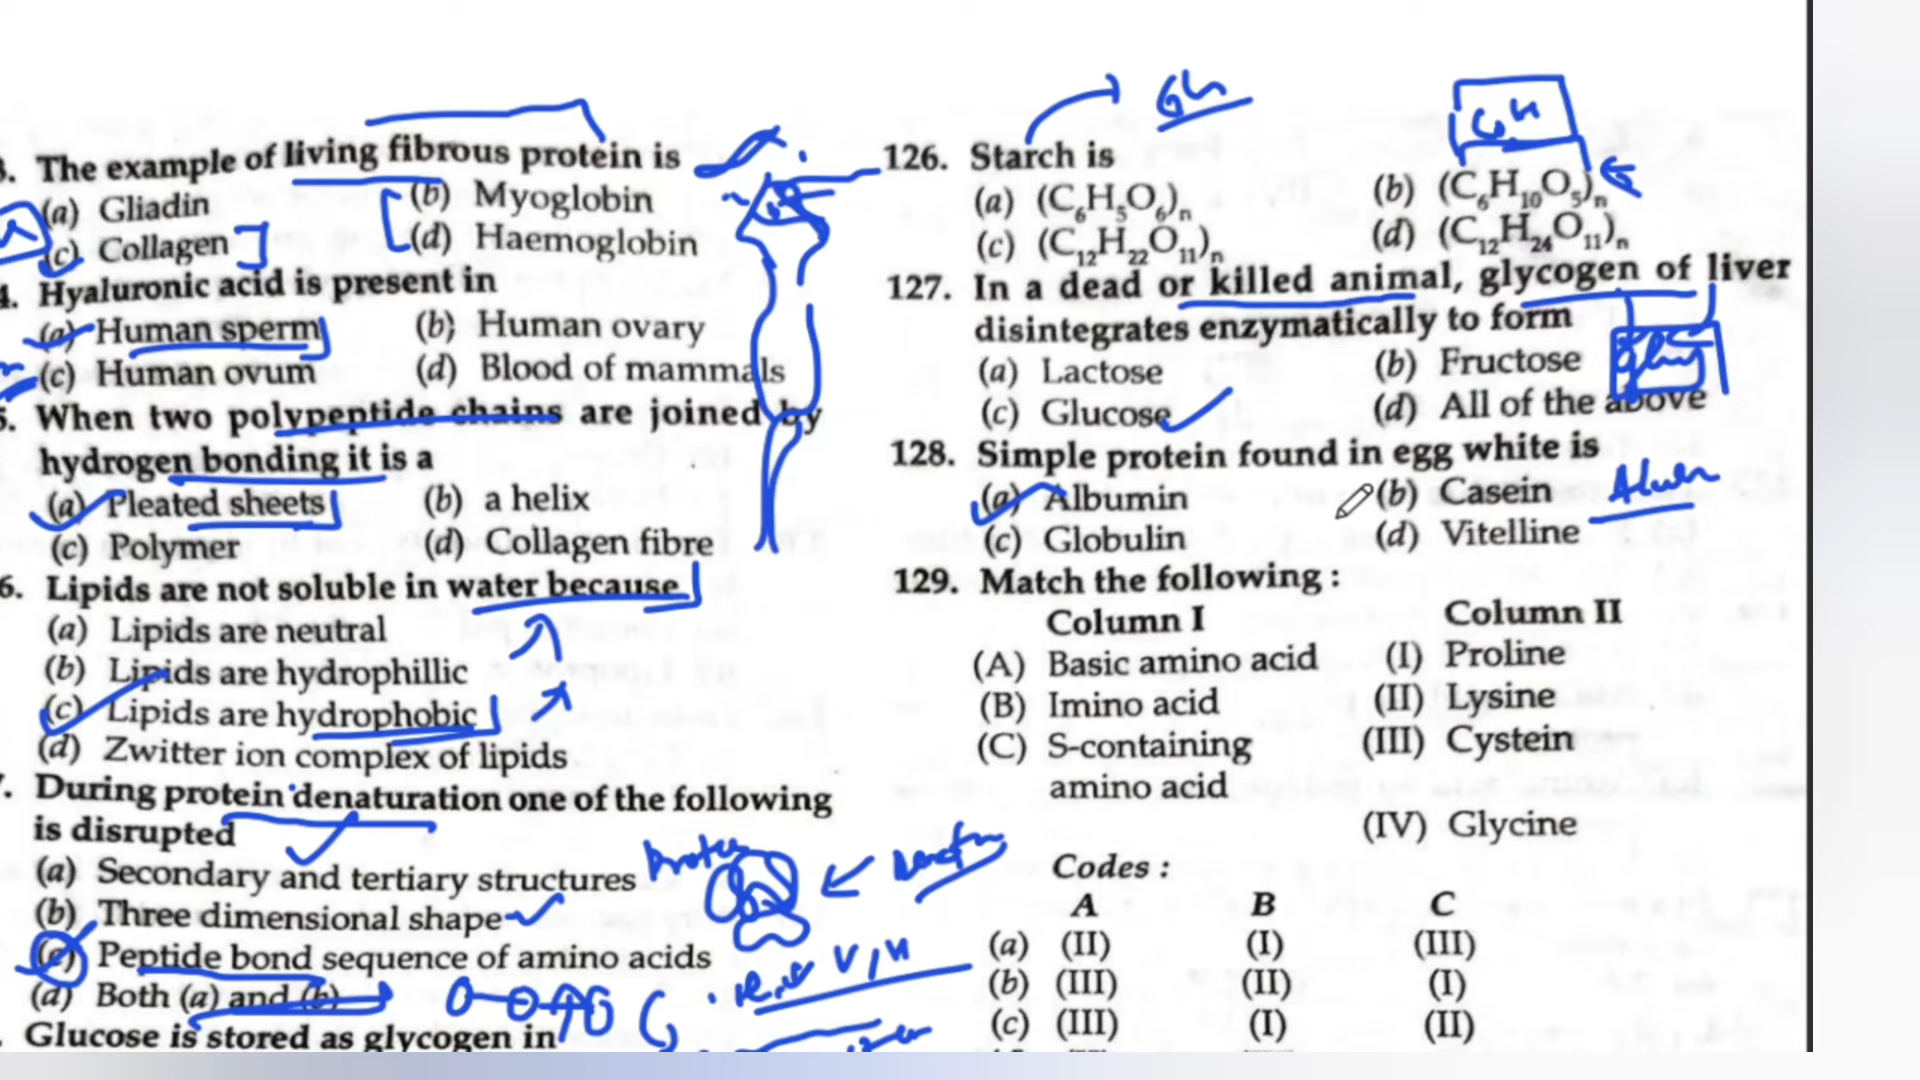 3. The example of living fibrous protein is
(a) Gliadin (b) Myoglobin
(c) Collagen (d) Haemoglobin
4. Hyaluronic acid is present in
(a) Human sperm (b) Human ovary
(c) Human ovum (d) Blood of mammals
5. When two polypeptide chains are joined by
hydrogen bonding it is a
(a) Pleated sheets (b) a helix
(c) Polymer (d) Collagen fibre
6. Lipids are not soluble in water because
(a) Lipids are neutral
(b) Lipids are hydrophillic
(c) Lipids are hydrophobic
(d) Zwitter ion complex of lipids
. During protein denaturation one of the following
is disrupted
(a) Secondary and tertiary structures
(b) Three dimensional shape
(c) Peptide bond sequence of amino acids
(d) Both (a) and (b)
. Glucose is stored as glycogen in
126. Starch is
(a) (C₆H₅O₆)ₙ (b) (C₆H₁₀O₅)ₙ
(c) (C₁₂H₂₂O₁₁)ₙ (d) (C₁₂H₂₄O₁₁)ₙ
127. In a dead or killed animal, glycogen of liver
disintegrates enzymatically to form
(a) Lactose (b) Fructose
(c) Glucose (d) All of the above
128. Simple protein found in egg white is
(a) Albumin (b) Casein
(c) Globulin (d) Vitelline
129. Match the following :
Column I Column II
(A) Basic amino acid (I) Proline
(B) Imino acid (II) Lysine
(C) S-containing (III) Cystein
amino acid
(IV) Glycine
Codes :
A B C
(a) (II) (I) (III)
(b) (III) (II) (I)
(c) (III) (I) (II)